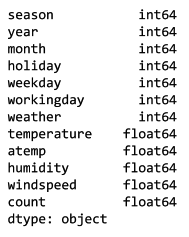 season int64
year int64
month int64
holiday int64
weekday int64
workingday int64
weather int64
temperature float64
atemp float64
humidity float64
windspeed float64
count float64
dtype: object